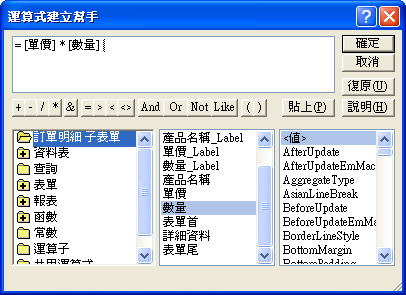 運算式建立幫手
=[單價]*[數量]
確定
取消
復原(U)
+ - / * & = > < <> And Or Not Like ( ) 貼上(P) 說明(H)
訂單明細 子表單
資料表
查詢
表單
報表
函數
常數
運算子
產品名稱_Label
單價_Label
數量_Label
產品名稱
單價
數量
表單首
詳細資料
表單尾
<值>
AfterUpdate
AfterUpdateEmMac
AggregateType
AsianLineBreak
BeforeUpdate
BeforeUpdateEmMa
BorderLineStyle
BottomMargin
BottomPadding